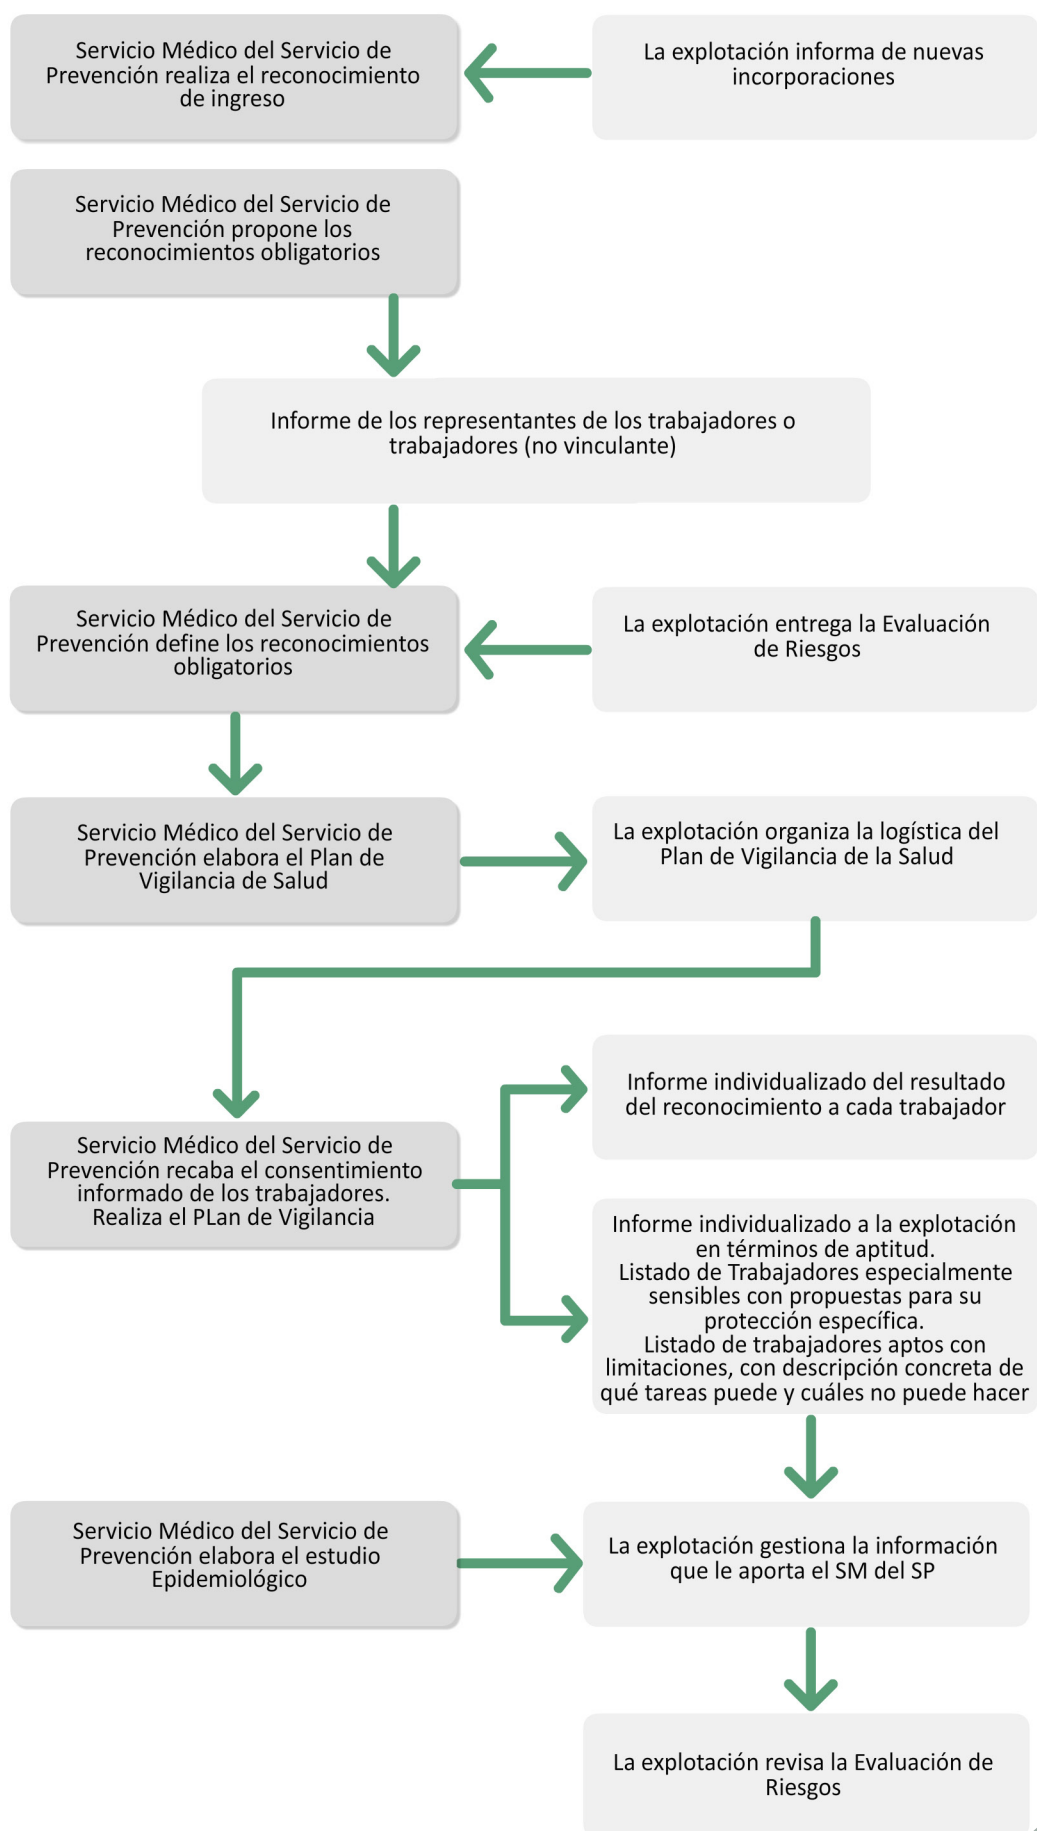 Servicio Médico del Servicio de
Prevención realiza el reconocimiento
de ingreso
La explotación informa de nuevas
incorporaciones
Servicio Médico del Servicio de
Prevención propone los
reconocimientos obligatorios
Informe de los representantes de los trabajadores o
trabajadores (no vinculante)
Servicio Médico del Servicio de
Prevención define los reconocimientos
obligatorios
La explotación entrega la Evaluación
de Riesgos
Servicio Médico del Servicio de
Prevención elabora el Plan de
Vigilancia de Salud
La explotación organiza la logística del
Plan de Vigilancia de la Salud
Informe individualizado del resultado
del reconocimiento a cada trabajador
Servicio Médico del Servicio de
Prevención recaba el consentimiento
informado de los trabajadores.
Realiza el PLan de Vigilancia
Informe individualizado a la explotación
en términos de aptitud.
Listado de Trabajadores especialmente
sensibles con propuestas para su
protección específica.
Listado de trabajadores aptos con
limitaciones, con descripción concreta de
qué tareas puede y cuáles no puede hacer
Servicio Médico del Servicio de
Prevención elabora el estudio
Epidemiológico
La explotación gestiona la información
que le aporta el SM del SP
La explotación revisa la Evaluación de
Riesgos